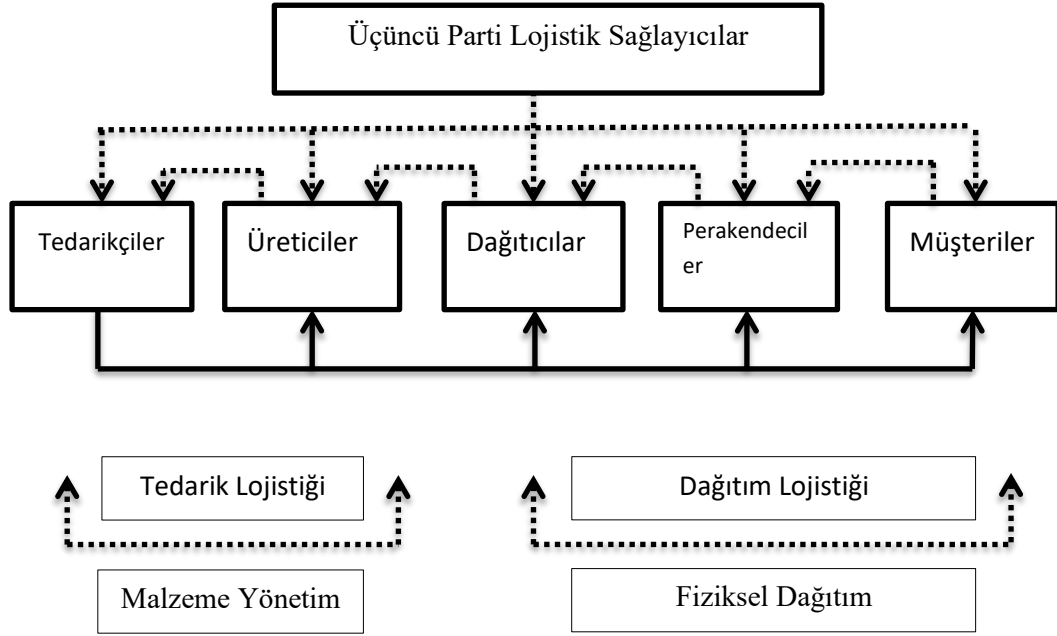 Üçüncü Parti Lojistik Sağlayıcılar
Tedarikçiler
Üreticiler
Dağıtıcılar
Perakendecil
er
Müşteriler
Tedarik Lojistiği
Dağıtım Lojistiği
Malzeme Yönetim
Fiziksel Dağıtım